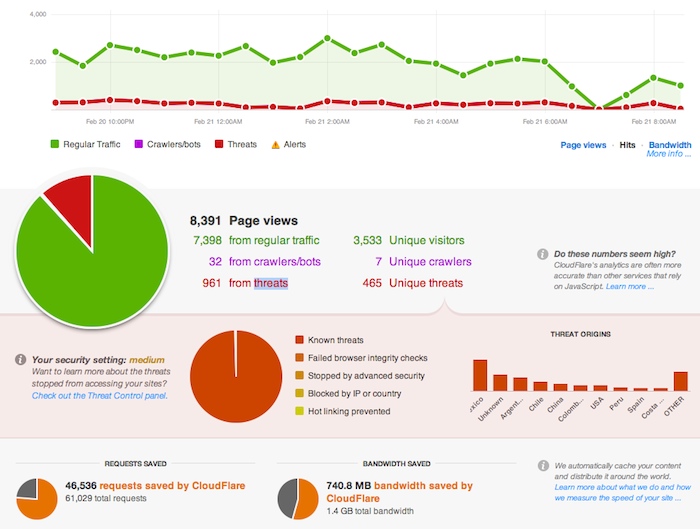 4,000
2,000
Feb 20 10:00PM Feb 21 12:00AM Feb 21 2:00AM Feb 21 4:00AM Feb 21 6:00AM Feb 21 8:00AM
Regular Traffic Crawlers/bots Threats Alerts
Page views · Hits · Bandwidth
More info ...
8,391 Page views
7,398 from regular traffic 3,533 Unique visitors
32 from crawlers/bots 7 Unique crawlers
961 from threats 465 Unique threats
Do these numbers seem high?
CloudFlare's analytics are often more
accurate than other services that rely
on JavaScript. Learn more ...
Your security setting: medium
Want to learn more about the threats
stopped from accessing your sites?
Check out the Threat Control panel.
Known threats
Failed browser integrity checks
Stopped by advanced security
Blocked by IP or country
Hot linking prevented
THREAT ORIGINS
xico Unknown Argent... Chile China Colomb... USA Peru Spain Costa ... OTHER
REQUESTS SAVED
46,536 requests saved by CloudFlare
61,029 total requests
BANDWIDTH SAVED
740.8 MB bandwidth saved by
CloudFlare
1.4 GB total bandwidth
We automatically cache your content
and distribute it around the world.
Learn more about what we do and how
we measure the speed of your site ...